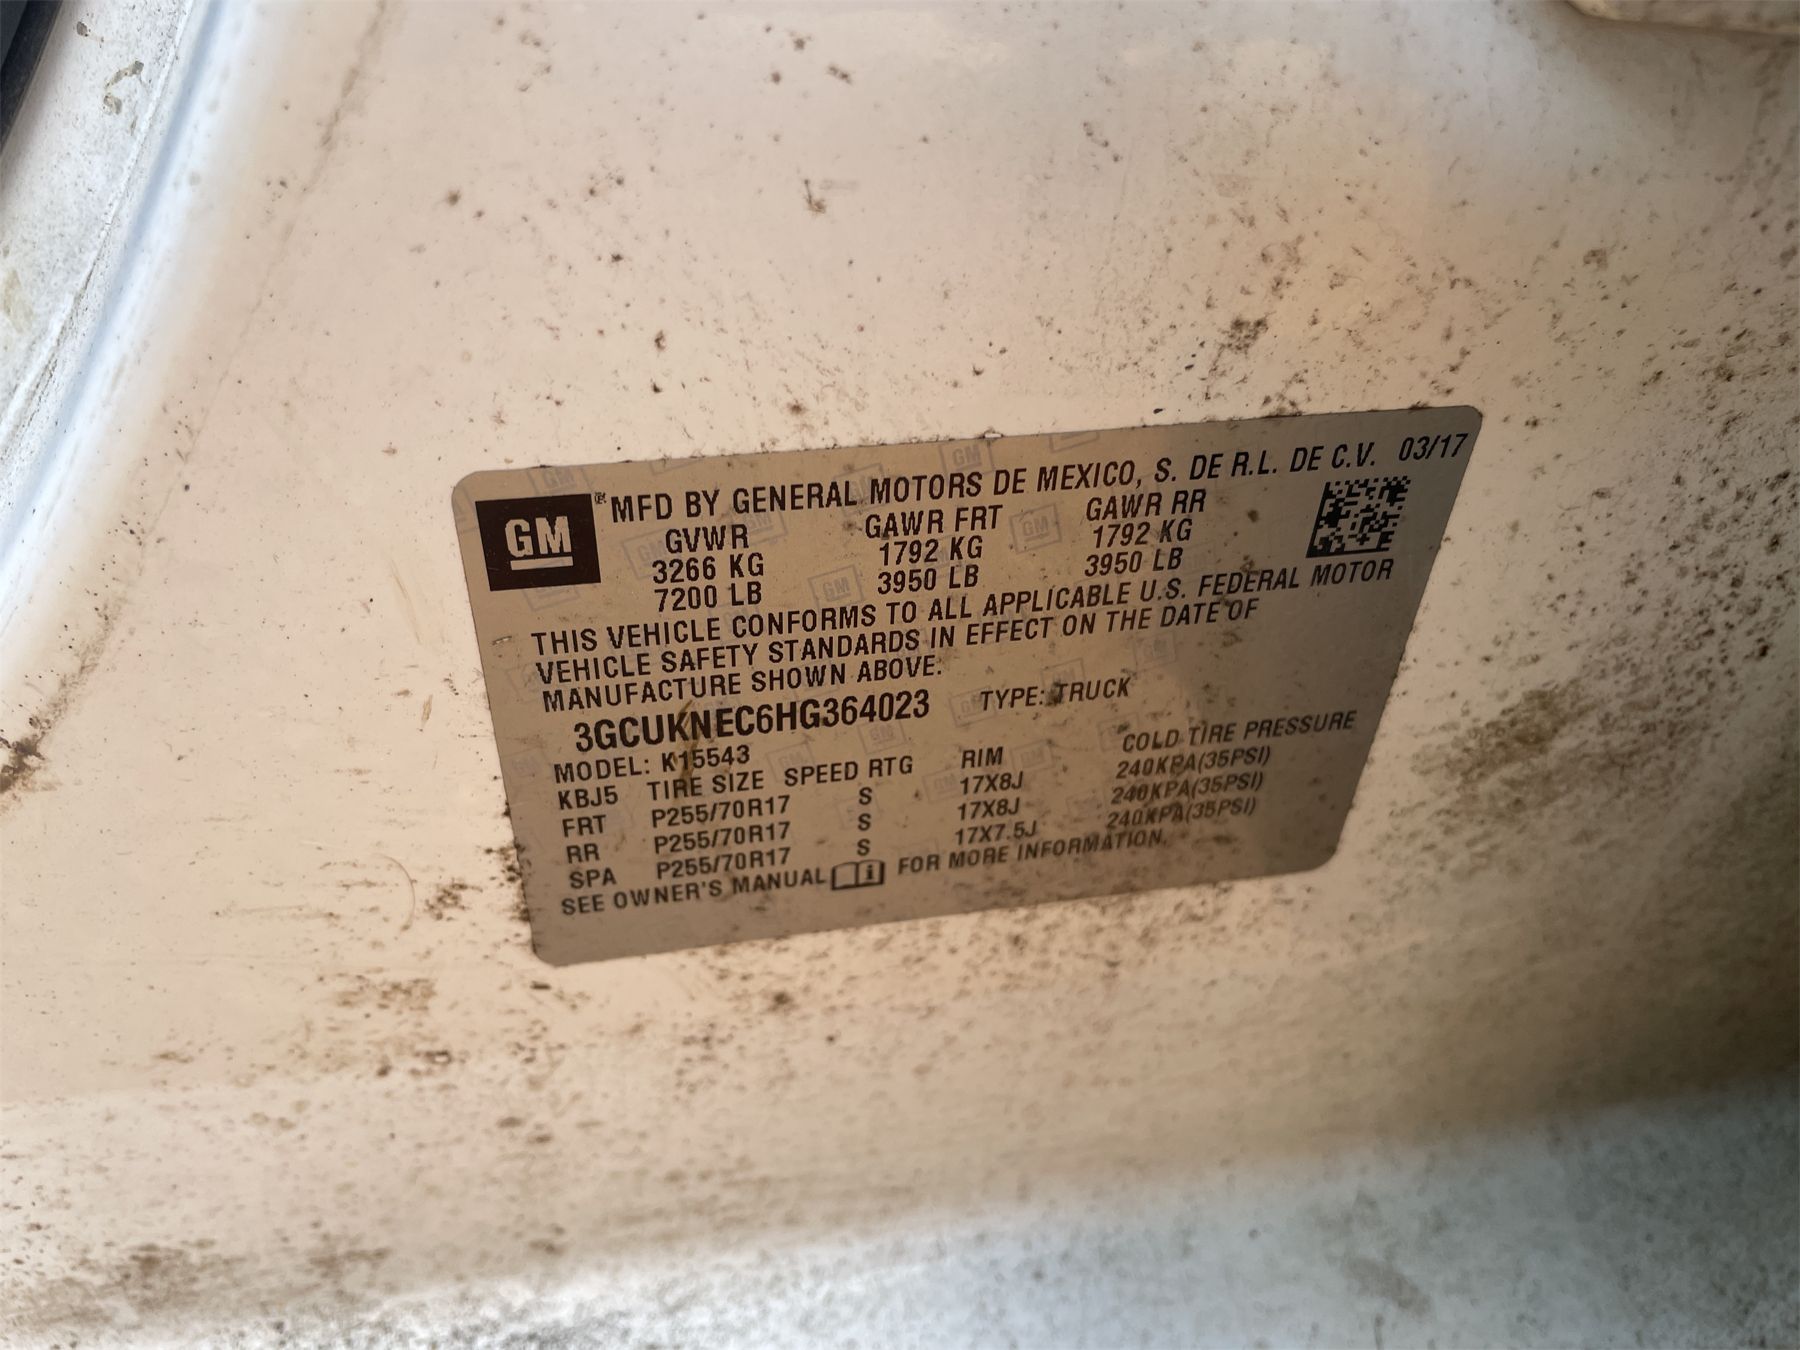 GM
® MFD BY GENERAL MOTORS DE MEXICO, S. DE R.L. DE C.V. 03/17
GVWR GAWR FRT GAWR RR
3266 KG 1792 KG 1792 KG
7200 LB 3950 LB 3950 LB
THIS VEHICLE CONFORMS TO ALL APPLICABLE U.S. FEDERAL MOTOR
VEHICLE SAFETY STANDARDS IN EFFECT ON THE DATE OF
MANUFACTURE SHOWN ABOVE.
3GCUKNEC6HG364023 TYPE: TRUCK
MODEL: K15543
KBJ5 TIRE SIZE SPEED RTG RIM COLD TIRE PRESSURE
FRT P255/70R17 S 17X8J 240KPA(35PSI)
RR P255/70R17 S 17X8J 240KPA(35PSI)
SPA P255/70R17 S 17X7.5J 240KPA(35PSI)
SEE OWNER'S MANUAL FOR MORE INFORMATION.